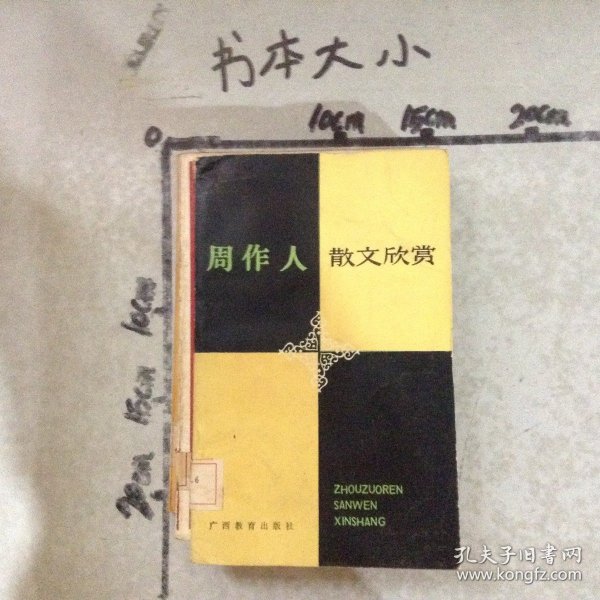 书本大小
0
10cm
15cm
20cm
周作人
散文欣赏
10cm
15cm
20cm
6
ZHOUZUOREN
SANWEN
XINSHANG
广西教育出版社
孔夫子旧书网
www.kongfz.com